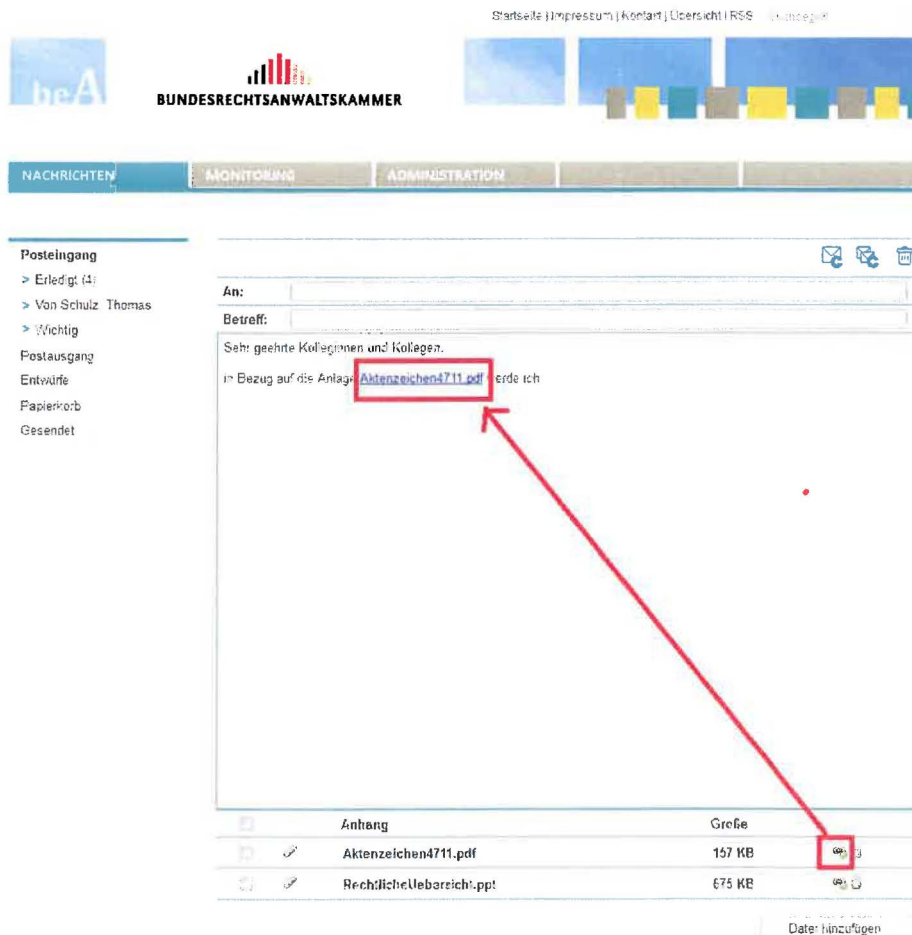 Startseite | Impressum | Kontakt | Übersicht | RSS
beA
BUNDESRECHTSANWALTSKAMMER
NACHRICHTEN
MONITORING
ADMINISTRATION
Posteingang
> Erledigt (4)
> Von Schulz Thomas
> Wichtig
Postausgang
Entwürfe
Papierkorb
Gesendet
An:
Betreff:
Sehr geehrte Kolleginnen und Kollegen,
in Bezug auf die Anlage Aktenzeichen4711.pdf werde ich
Anhang Größe
Aktenzeichen4711.pdf 157 KB
RechtlicheUebersicht.ppt 675 KB
Datei hinzufügen